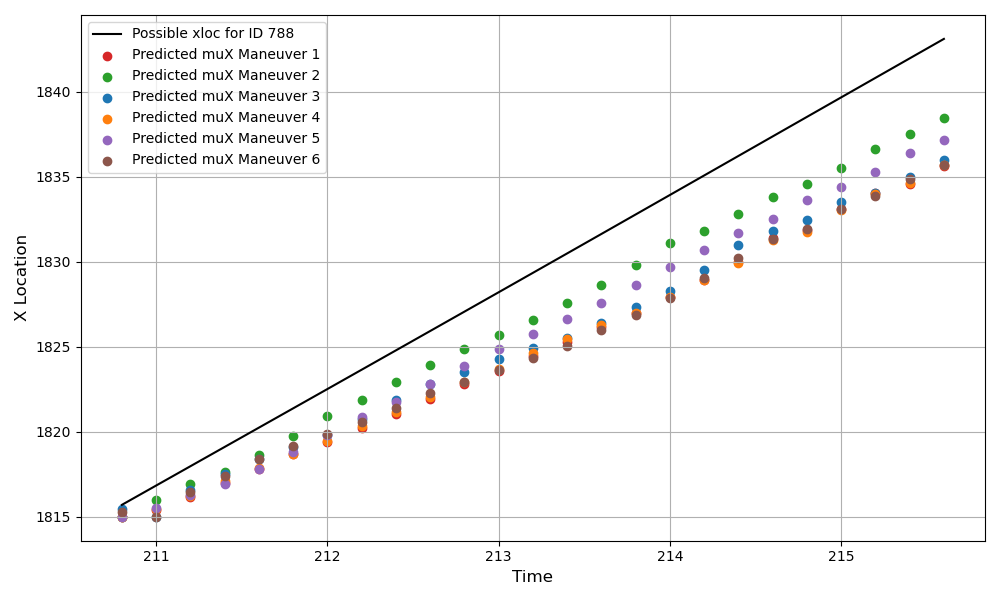 Possible xloc for ID 788
Predicted muX Maneuver 1
Predicted muX Maneuver 2
Predicted muX Maneuver 3
Predicted muX Maneuver 4
Predicted muX Maneuver 5
Predicted muX Maneuver 6
X Location
1840
1835
1830
1825
1820
1815
211 212 213 214 215
Time